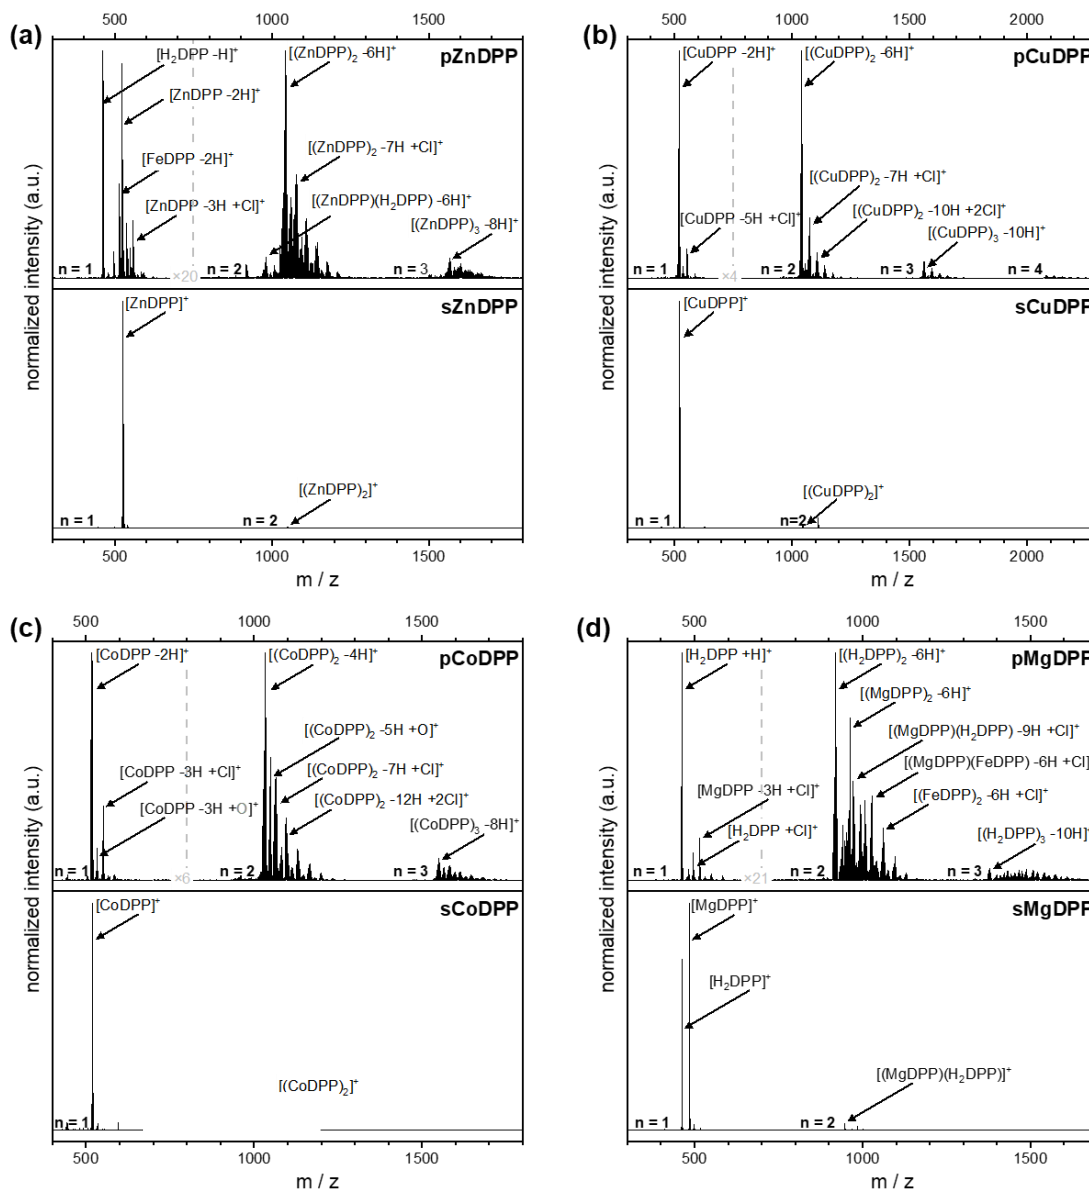 (a)
500 1000 1500
pZnDPP
[H₂DPP -H]⁺
[(ZnDPP)₂ -6H]⁺
[ZnDPP -2H]⁺
[(ZnDPP)₂ -7H +Cl]⁺
[FeDPP -2H]⁺
[(ZnDPP)(H₂DPP) -6H]⁺
[ZnDPP -3H +Cl]⁺
[(ZnDPP)₃ -8H]⁺
n = 1 ×20 n = 2 n = 3
sZnDPP
[ZnDPP]⁺
[(ZnDPP)₂]⁺
n = 1 n = 2
500 1000 1500
m / z
normalized intensity (a.u.)
(b)
500 1000 1500 2000
pCuDPP
[CuDPP -2H]⁺ [(CuDPP)₂ -6H]⁺
[(CuDPP)₂ -7H +Cl]⁺
[CuDPP -5H +Cl]⁺
[(CuDPP)₂ -10H +2Cl]⁺
[(CuDPP)₃ -10H]⁺
n = 1 ×4 n = 2 n = 3 n = 4
sCuDPP
[CuDPP]⁺
[(CuDPP)₂]⁺
n = 1 n=2
500 1000 1500 2000
m / z
normalized intensity (a.u.)
(c)
500 1000 1500
pCoDPP
[CoDPP -2H]⁺ [(CoDPP)₂ -4H]⁺
[(CoDPP)₂ -5H +O]⁺
[CoDPP -3H +Cl]⁺
[(CoDPP)₂ -7H +Cl]⁺
[CoDPP -3H +O]⁺
[(CoDPP)₂ -12H +2Cl]⁺
[(CoDPP)₃ -8H]⁺
n = 1 ×6 n = 2 n = 3
sCoDPP
[CoDPP]⁺
[(CoDPP)₂]⁺
n = 1
500 1000 1500
m / z
normalized intensity (a.u.)
(d)
500 1000 1500
pMgDPP
[H₂DPP +H]⁺ [(H₂DPP)₂ -6H]⁺
[(MgDPP)₂ -6H]⁺
[(MgDPP)(H₂DPP) -9H +Cl]⁺
[(MgDPP)(FeDPP) -6H +Cl]
[MgDPP -3H +Cl]⁺
[(FeDPP)₂ -6H +Cl]⁺
[H₂DPP +Cl]⁺
[(H₂DPP)₃ -10H]⁺
n = 1 ×21 n = 2 n = 3
sMgDPP
[MgDPP]⁺
[H₂DPP]⁺
[(MgDPP)(H₂DPP)]⁺
n = 1 n = 2
500 1000 1500
m / z
normalized intensity (a.u.)